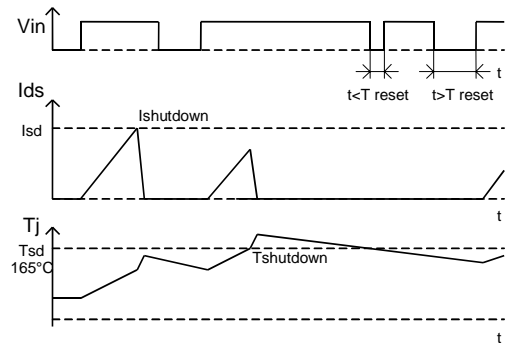 Vin
t
t<T reset
t>T reset
Ids
Ishutdown
Isd
t
Tj
Tsd
165°C
Tshutdown
t